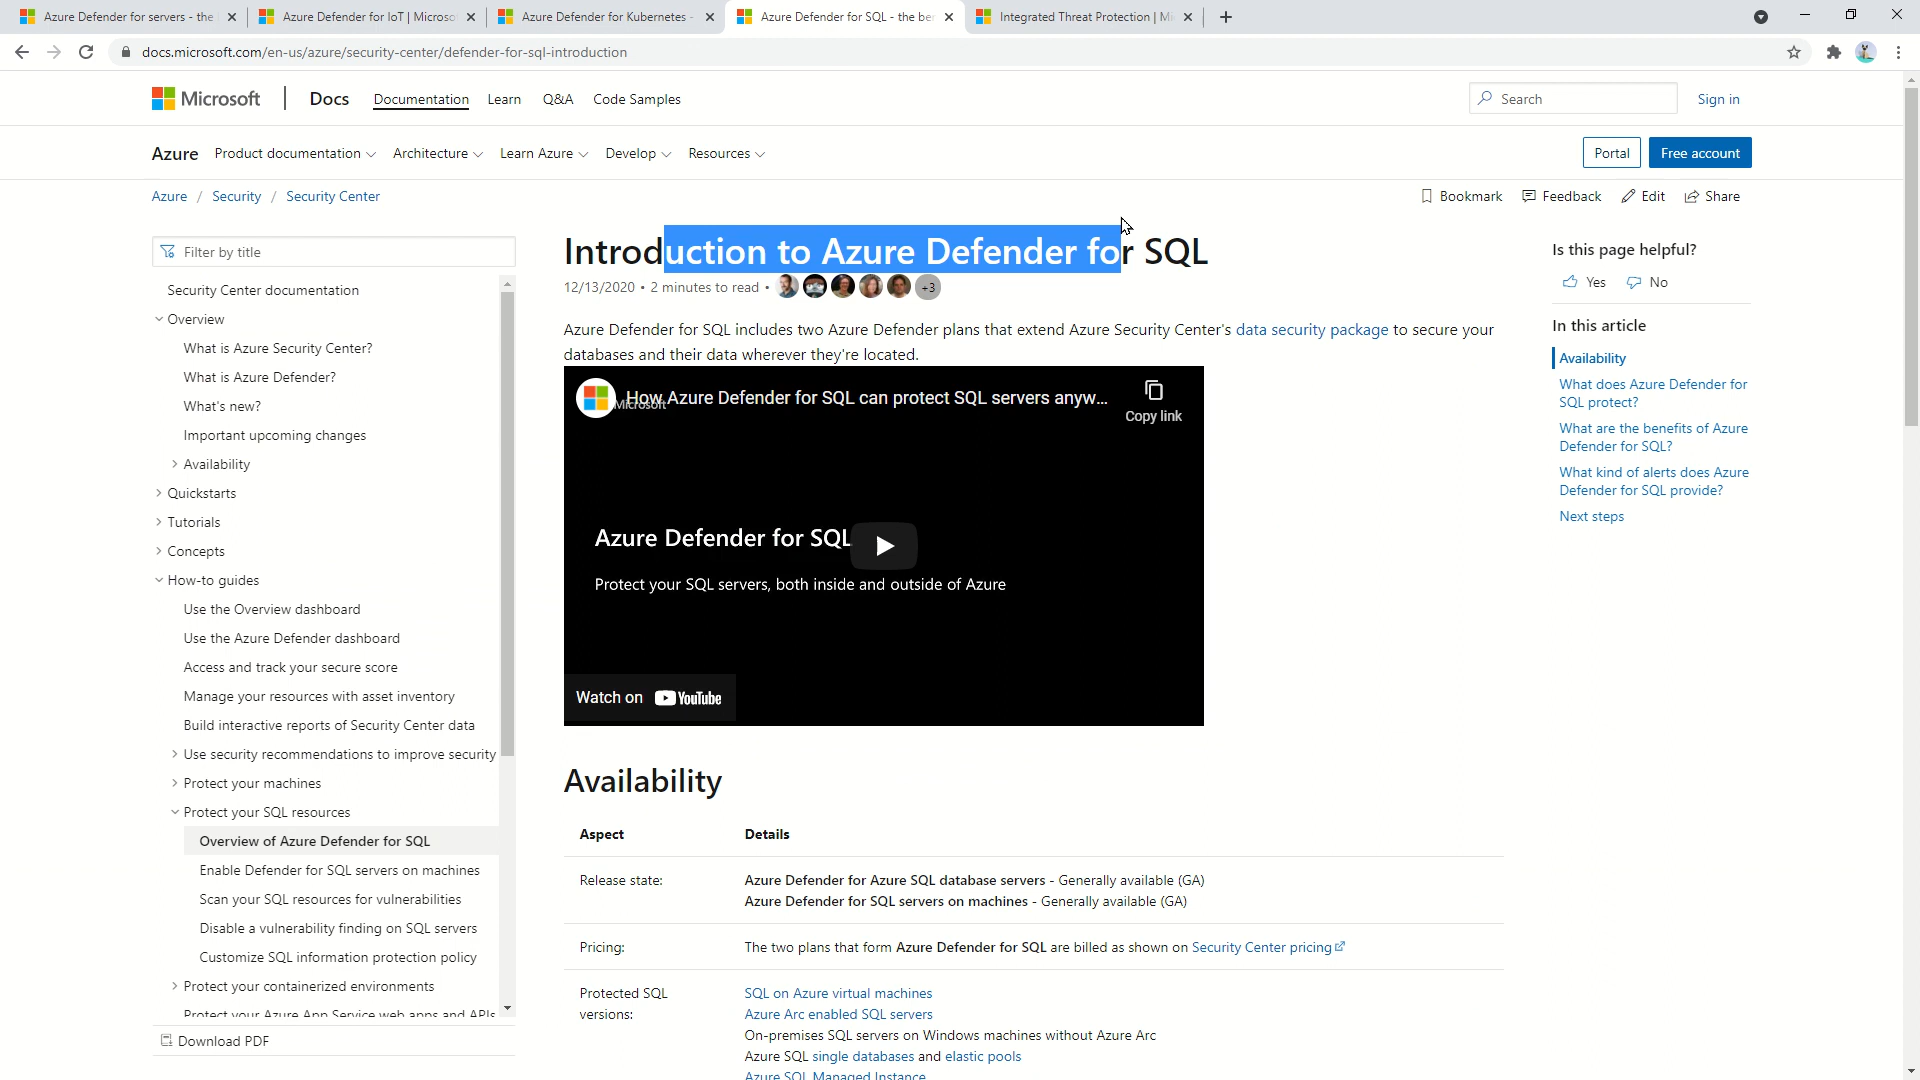 Azure Defender for servers - the
Azure Defender for IoT | Microso
Azure Defender for Kubernetes -
Azure Defender for SQL - the ber
Integrated Threat Protection | Mi
docs.microsoft.com/en-us/azure/security-center/defender-for-sql-introduction
Microsoft
Docs
Documentation
Learn
Q&A
Code Samples
Search
Sign in
Azure
Product documentation
Architecture
Learn Azure
Develop
Resources
Portal
Free account
Azure / Security / Security Center
Bookmark
Feedback
Edit
Share
Filter by title
Security Center documentation
Overview
What is Azure Security Center?
What is Azure Defender?
What's new?
Important upcoming changes
Availability
Quickstarts
Tutorials
Concepts
How-to guides
Use the Overview dashboard
Use the Azure Defender dashboard
Access and track your secure score
Manage your resources with asset inventory
Build interactive reports of Security Center data
Use security recommendations to improve security
Protect your machines
Protect your SQL resources
Overview of Azure Defender for SQL
Enable Defender for SQL servers on machines
Scan your SQL resources for vulnerabilities
Disable a vulnerability finding on SQL servers
Customize SQL information protection policy
Protect your containerized environments
Protect your Azure App Service web apps and APIs
Download PDF
Introduction to Azure Defender for SQL
12/13/2020 • 2 minutes to read • +3
Azure Defender for SQL includes two Azure Defender plans that extend Azure Security Center's data security package to secure your
databases and their data wherever they're located.
How Azure Defender for SQL can protect SQL servers anyw...
Microsoft
Copy link
Azure Defender for SQL
Protect your SQL servers, both inside and outside of Azure
Watch on YouTube
Availability
Aspect Details
Release state: Azure Defender for Azure SQL database servers - Generally available (GA)
Azure Defender for SQL servers on machines - Generally available (GA)
Pricing: The two plans that form Azure Defender for SQL are billed as shown on Security Center pricing
Protected SQL SQL on Azure virtual machines
versions: Azure Arc enabled SQL servers
On-premises SQL servers on Windows machines without Azure Arc
Azure SQL single databases and elastic pools
Azure SQL Managed Instance
Is this page helpful?
Yes No
In this article
Availability
What does Azure Defender for
SQL protect?
What are the benefits of Azure
Defender for SQL?
What kind of alerts does Azure
Defender for SQL provide?
Next steps